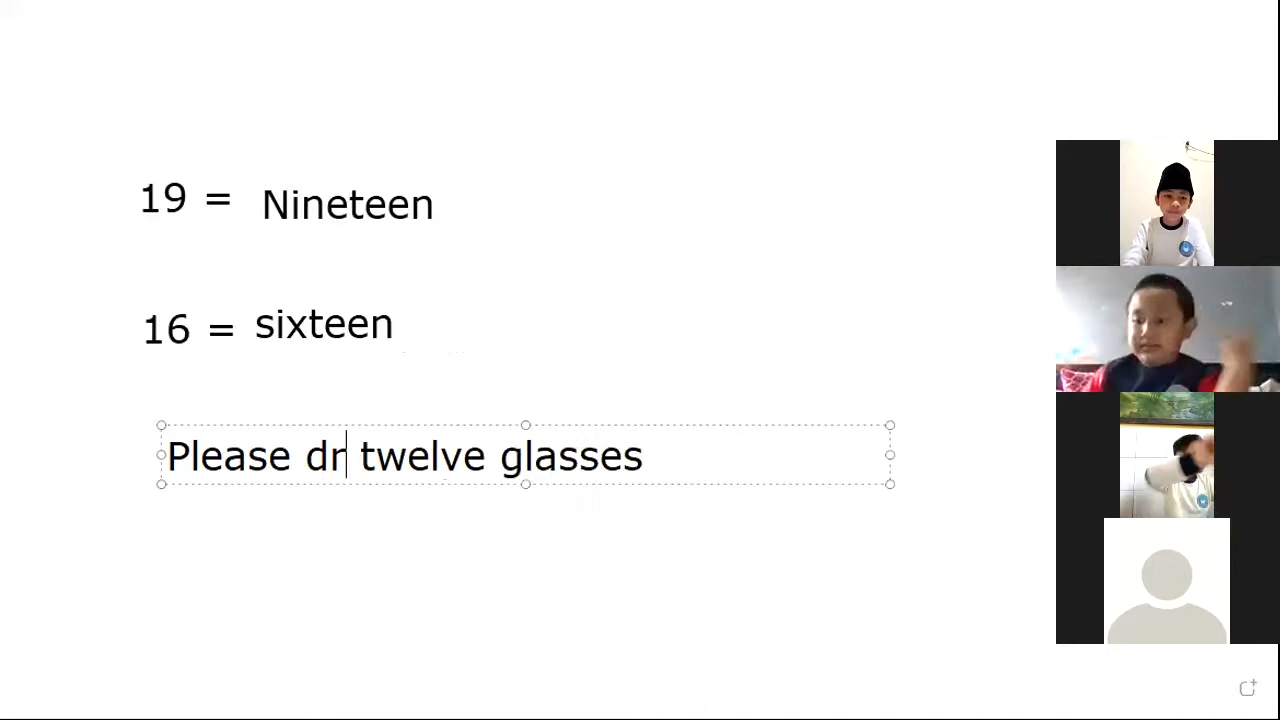 19 = Nineteen
16 = sixteen
Please dr twelve glasses